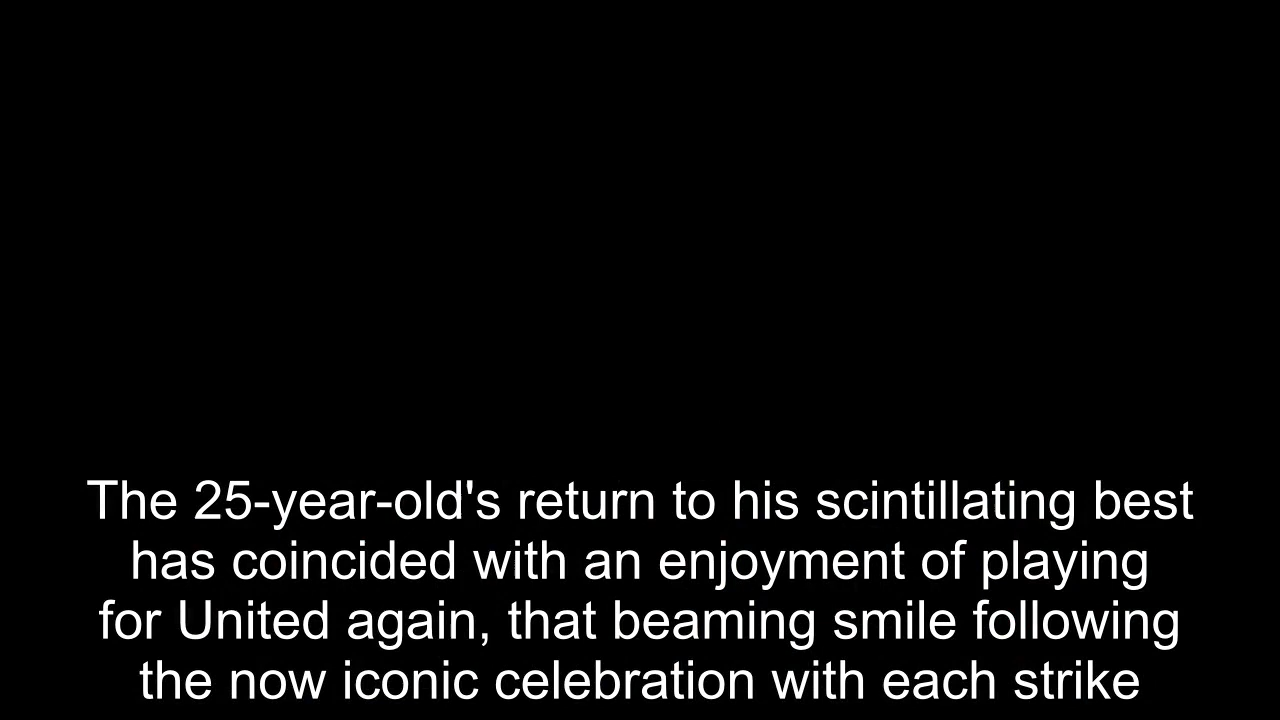 The 25-year-old's return to his scintillating best
has coincided with an enjoyment of playing
for United again, that beaming smile following
the now iconic celebration with each strike